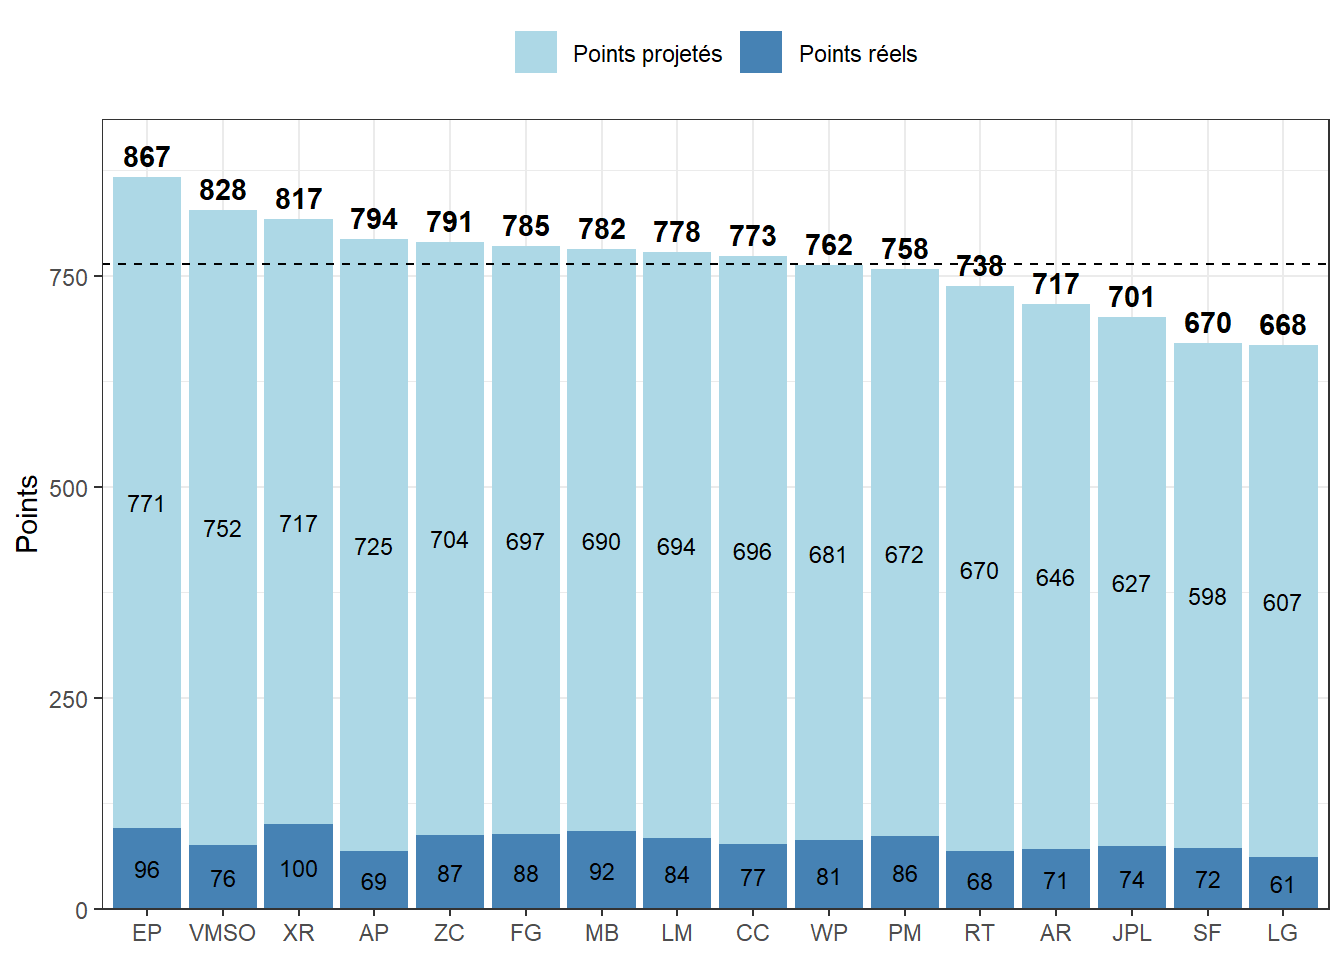 Points projetés Points réels
867 828 817 794 791 785 782 778 773 762 758 738 717 701 670 668
750
500
250
0
Points
771 752 717 725 704 697 690 694 696 681 672 670 646 627 598 607
96 76 100 69 87 88 92 84 77 81 86 68 71 74 72 61
EP VMSO XR AP ZC FG MB LM CC WP PM RT AR JPL SF LG